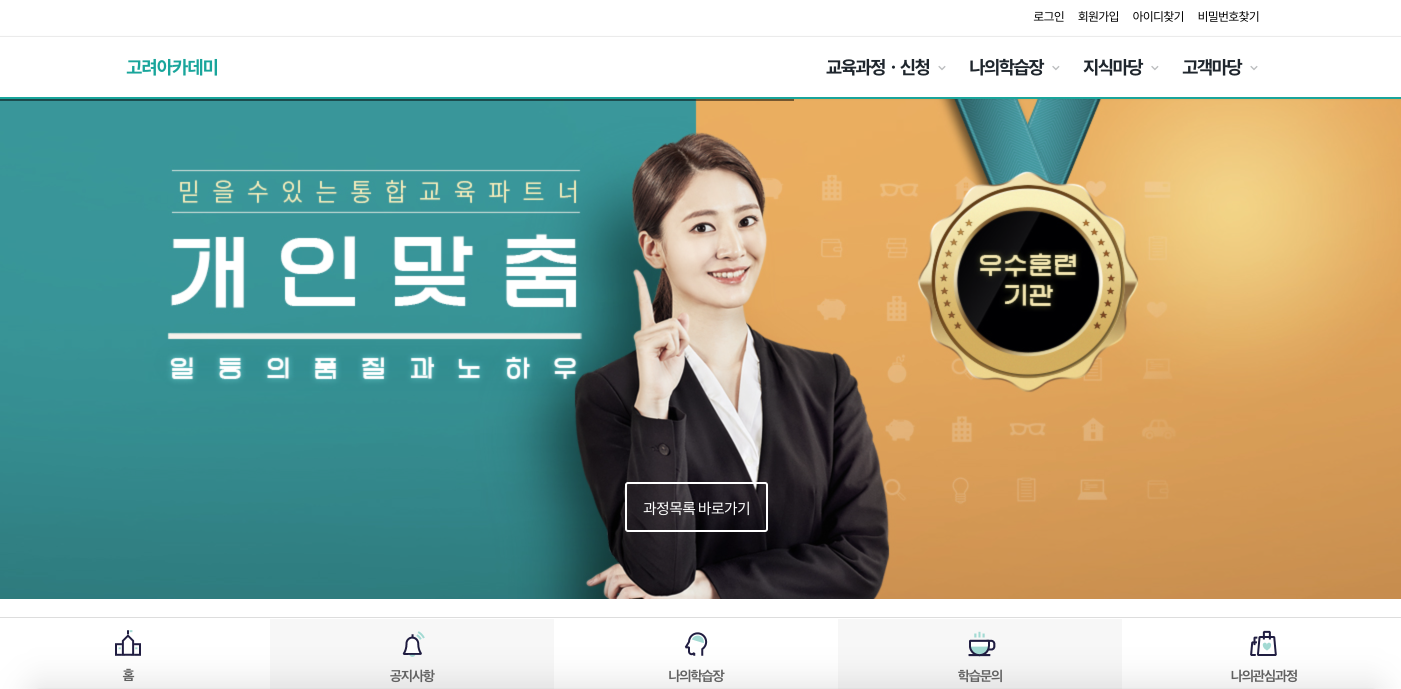 로그인 회원가입 아이디찾기 비밀번호찾기
고려아카데미 교육과정 · 신청 나의학습장 지식마당 고객마당
믿을수있는통합교육파트너
개인맞춤
일등의품질과노하우
우수훈련
기관
과정목록 바로가기
홈 공지사항 나의학습장 학습문의 나의관심과정